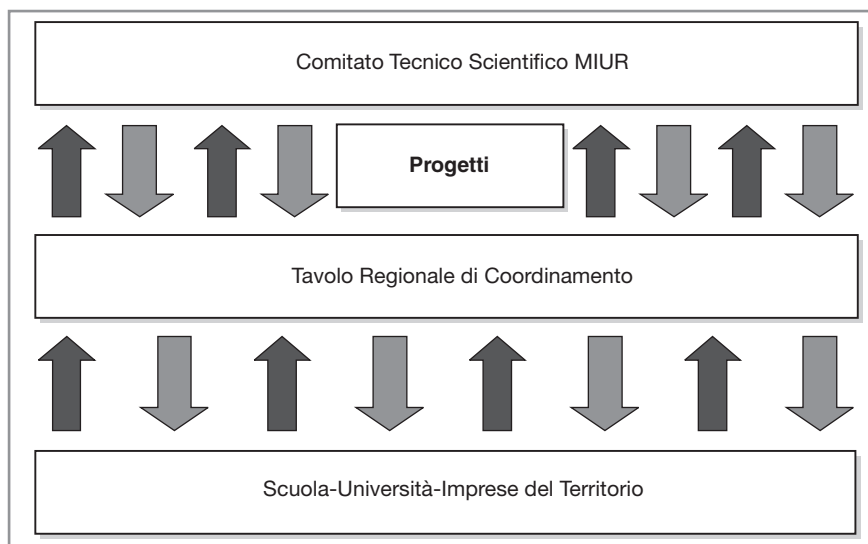 Comitato Tecnico Scientifico MIUR
Progetti
Tavolo Regionale di Coordinamento
Scuola-Università-Imprese del Territorio